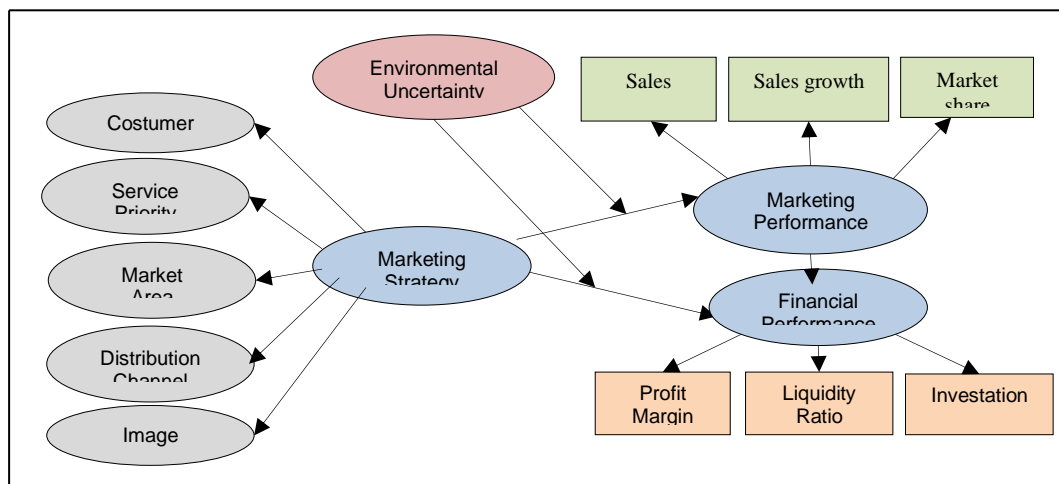 Environmental
Uncertainty
Sales
Sales growth
Market
share
Costumer
Service
Priority
Market
Area
Distribution
Channel
Image
Marketing
Strategy
Marketing
Performance
Financial
Performance
Profit
Margin
Liquidity
Ratio
Investation